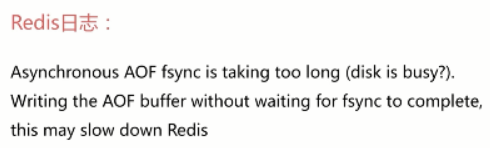 Redis日志：
Asynchronous AOF fsync is taking too long (disk is busy?).
Writing the AOF buffer without waiting for fsync to complete,
this may slow down Redis